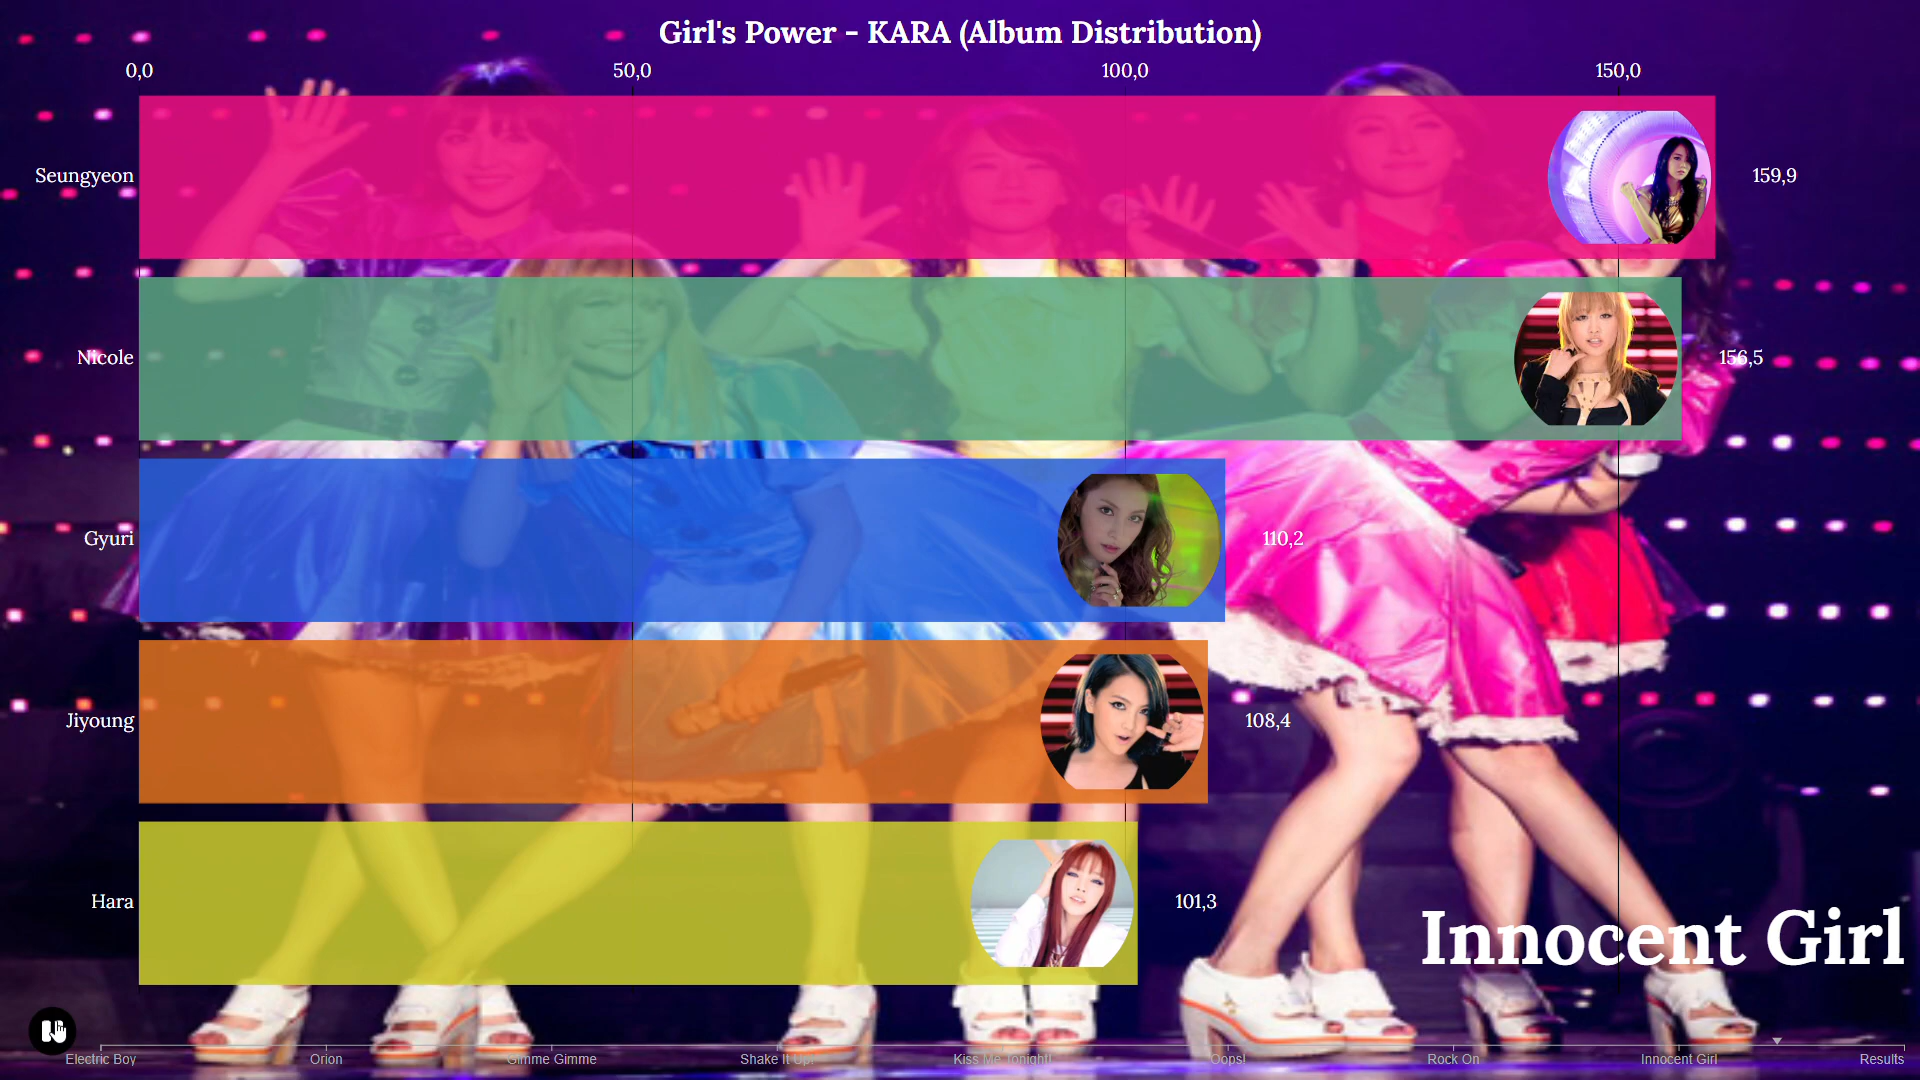 Girl's Power - KARA (Album Distribution)
0,0 50,0 100,0 150,0
Seungyeon 159,9
Nicole 156,5
Gyuri 110,2
Jiyoung 108,4
Hara 101,3
Innocent Girl
Electric Boy Orion Gimme Gimme Shake It Up! Kiss Me Tonight! Oops! Rock On Innocent Girl Results